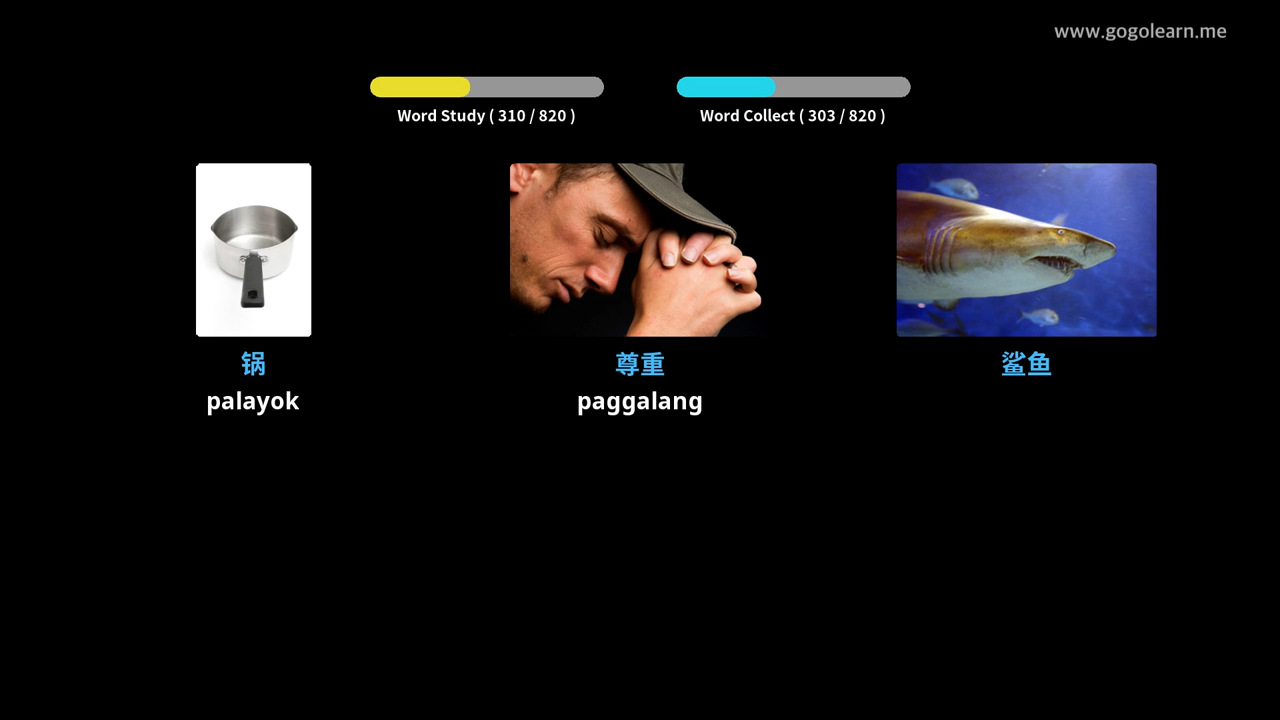 www.gogolearn.me
Word Study ( 310 / 820 )
Word Collect ( 303 / 820 )
锅
palayok
尊重
paggalang
鲨鱼